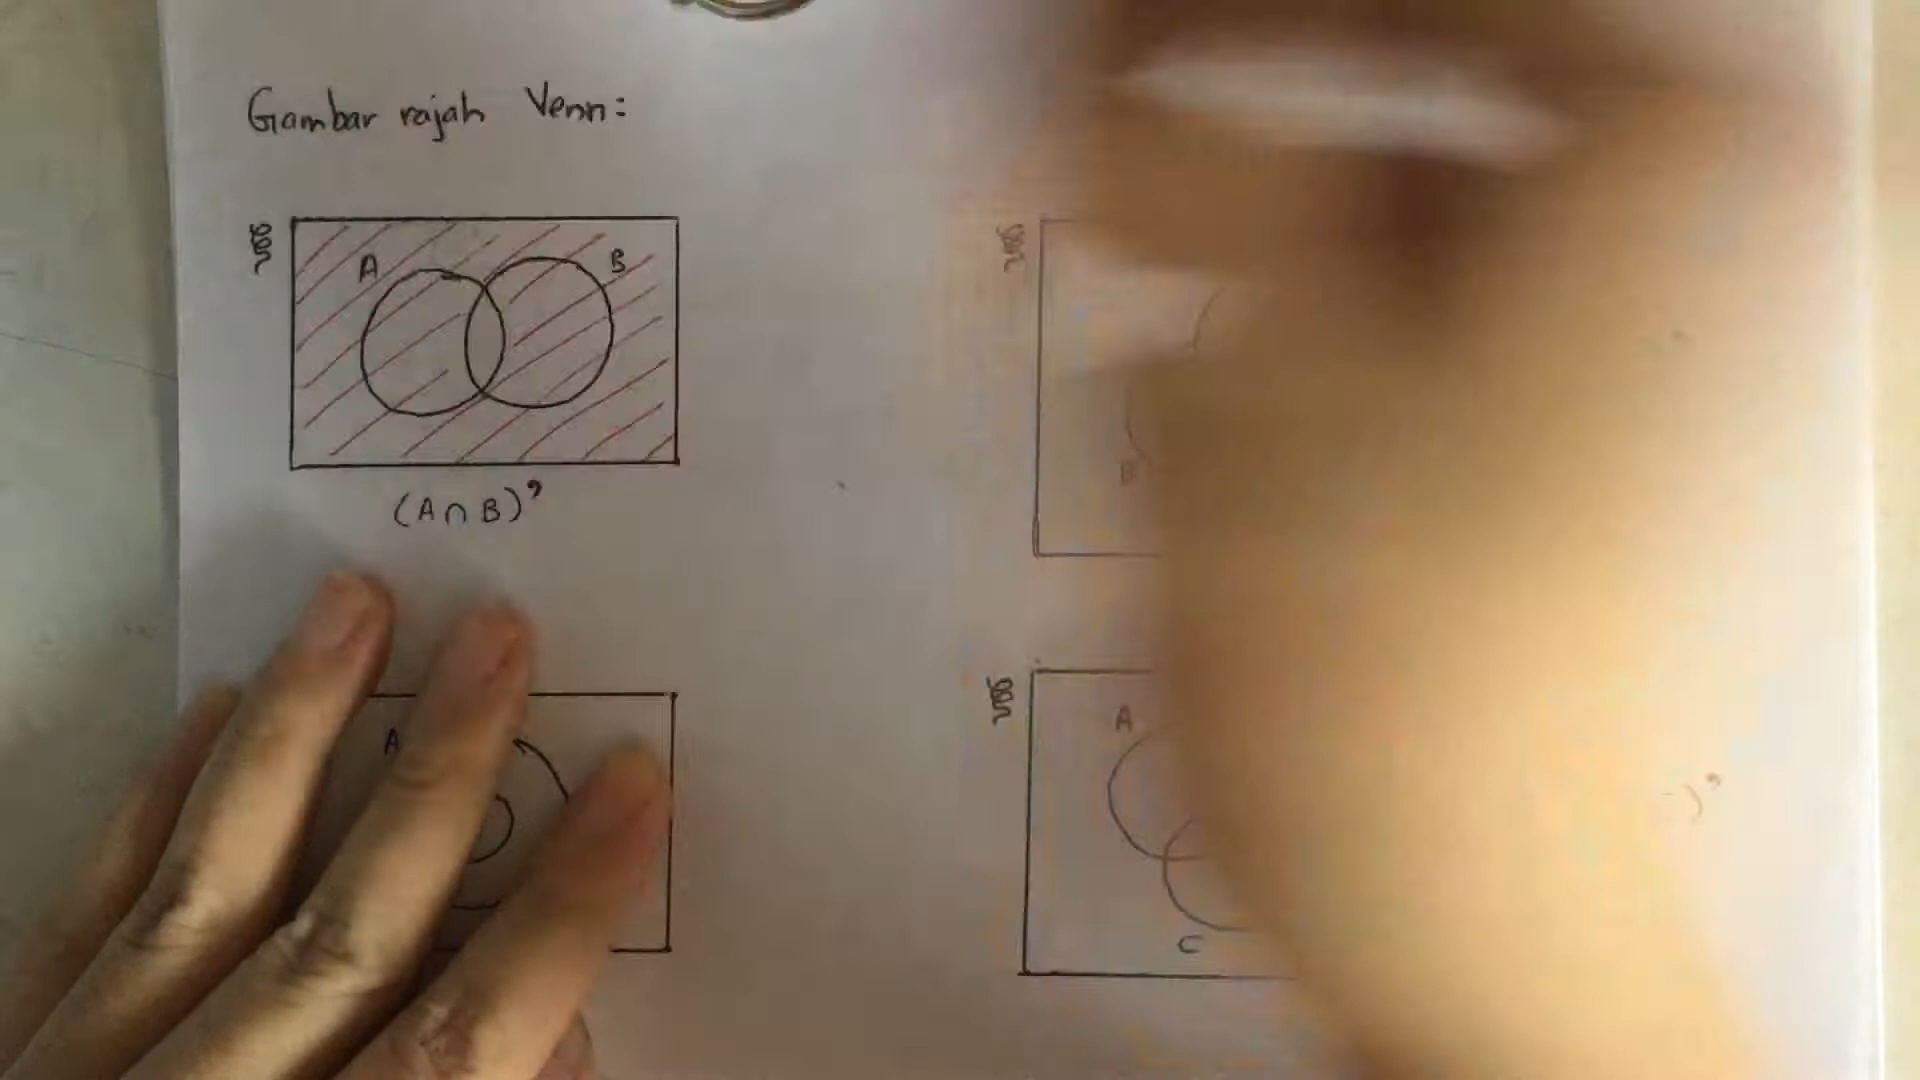 Gambar rajah Venn:
ξ
A
B
(A ∩ B)'
ξ
B
A
ξ
A
C
)'